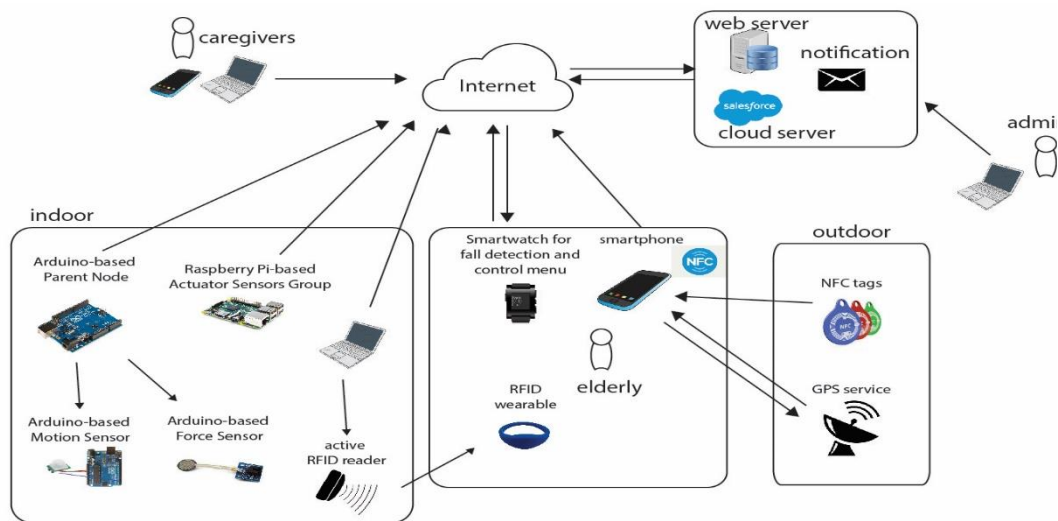 caregivers
Internet
web server
notification
salesforce
cloud server
admin
indoor
Arduino-based
Parent Node
Raspberry Pi-based
Actuator Sensors Group
Arduino-based
Motion Sensor
Arduino-based
Force Sensor
active
RFID reader
Smartwatch for
fall detection and
control menu
smartphone
NFC
elderly
RFID
wearable
outdoor
NFC tags
NFC
GPS service